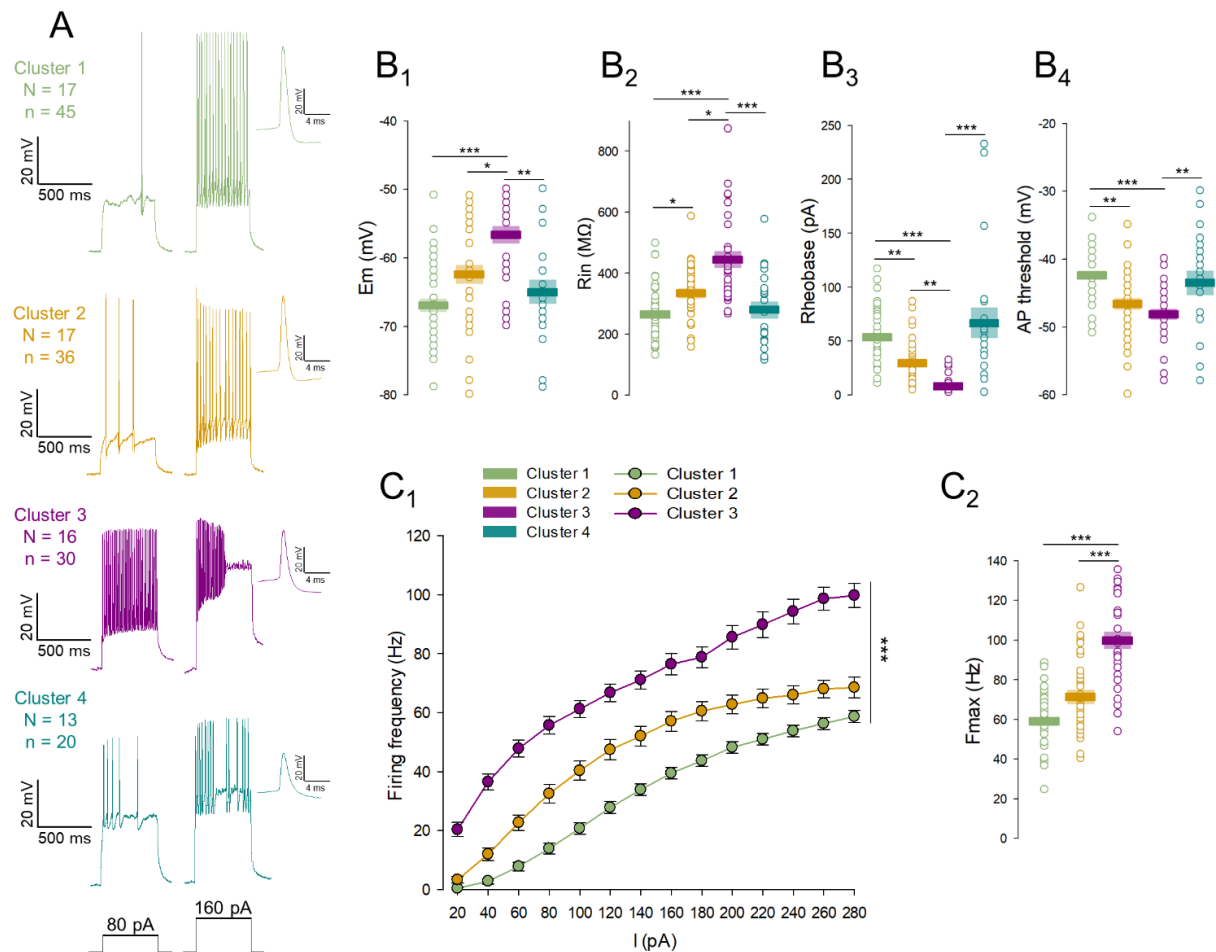 A
Cluster 1
N = 17
n = 45
20 mV
500 ms
20 mV
4 ms
Cluster 2
N = 17
n = 36
20 mV
500 ms
20 mV
4 ms
Cluster 3
N = 16
n = 30
20 mV
500 ms
20 mV
4 ms
Cluster 4
N = 13
n = 20
20 mV
500 ms
20 mV
4 ms
80 pA
160 pA
B1
Em (mV)
-40
-50
-60
-70
-80
***
*
**
B2
Rin (MΩ)
800
600
400
200
0
***
*
***
*
B3
Rheobase (pA)
250
200
150
100
50
0
***
***
**
**
B4
AP threshold (mV)
-20
-30
-40
-50
-60
**
***
**
Cluster 1
Cluster 2
Cluster 3
Cluster 4
Cluster 1
Cluster 2
Cluster 3
C1
Firing frequency (Hz)
120
100
80
60
40
20
0
20 40 60 80 100 120 140 160 180 200 220 240 260 280
I (pA)
***
C2
Fmax (Hz)
140
120
100
80
60
40
20
0
***
***